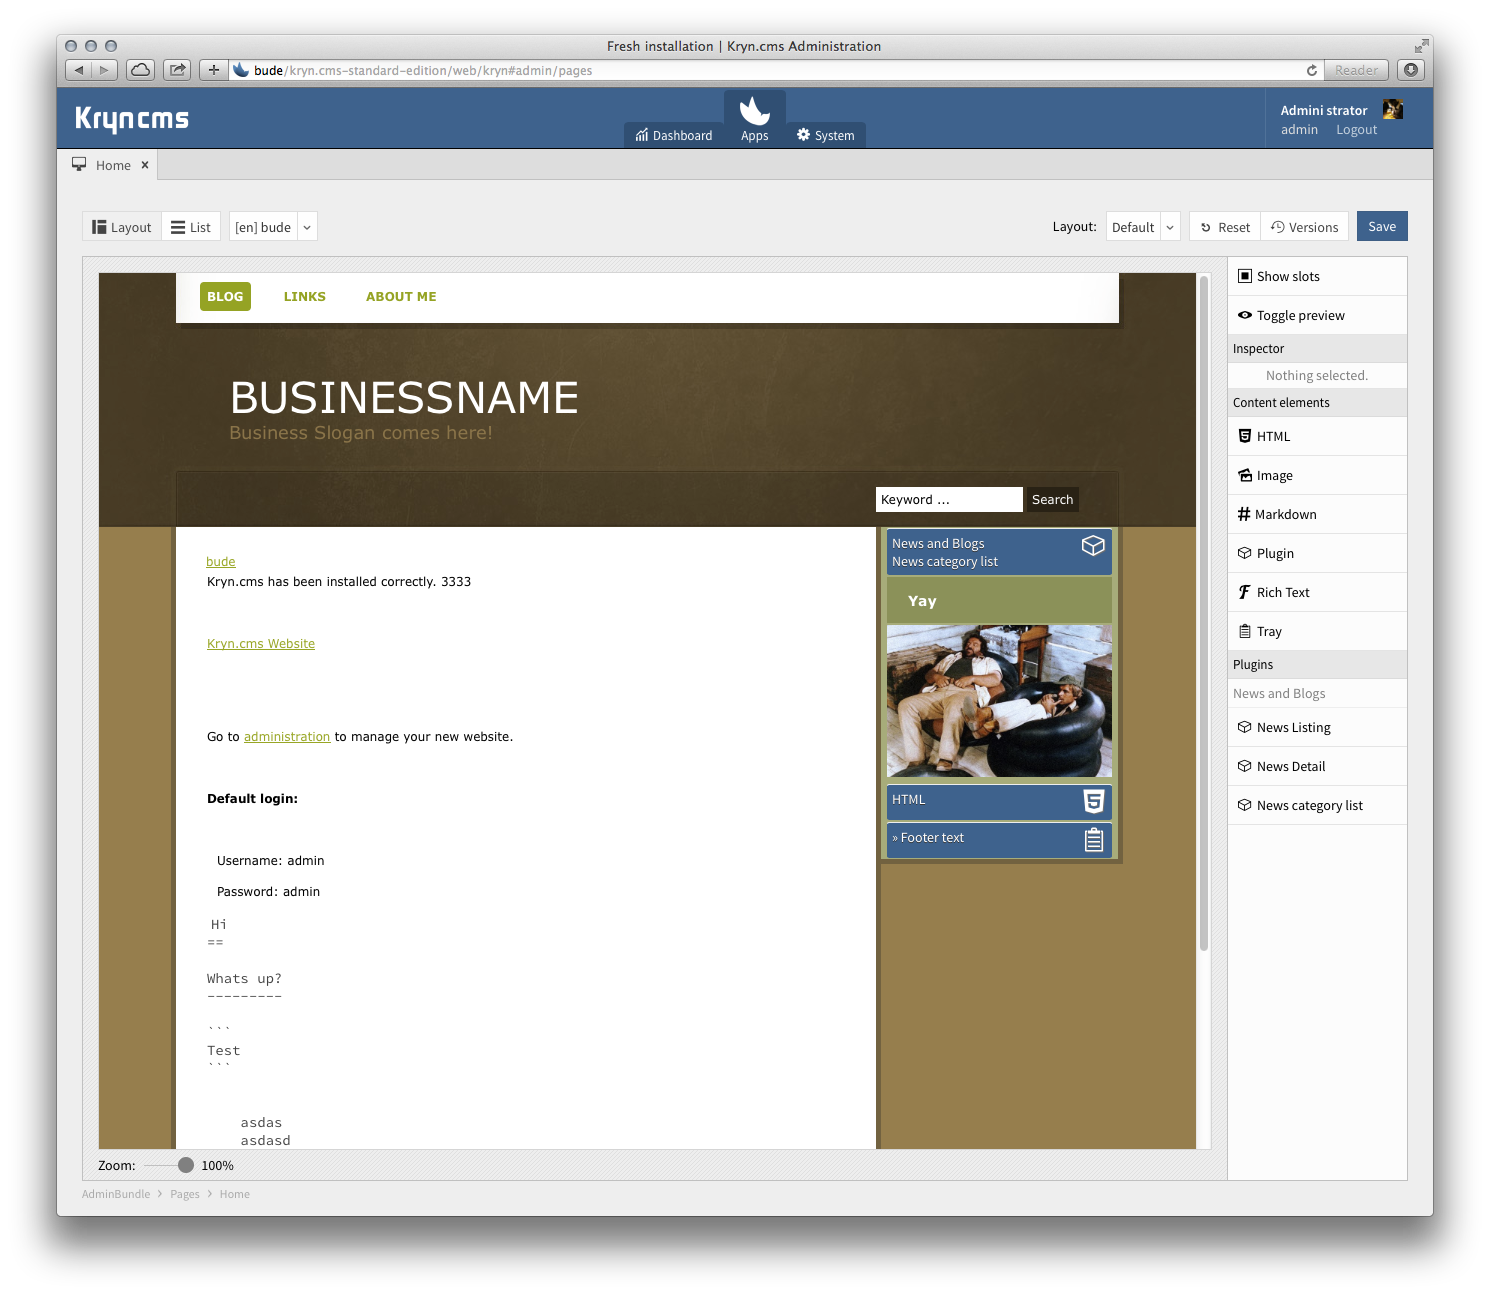 Fresh installation | Kryn.cms Administration
bude/kryn.cms-standard-edition/web/kryn#admin/pages
Reader
Kryncms
Dashboard
Apps
System
Admini strator
admin Logout
Home ×
Layout
List
[en] bude
Layout:
Default
Reset
Versions
Save
BLOG
LINKS
ABOUT ME
BUSINESSNAME
Business Slogan comes here!
Keyword ...
Search
bude
Kryn.cms has been installed correctly. 3333
Kryn.cms Website
Go to administration to manage your new website.
Default login:
Username: admin
Password: admin
Hi
==
Whats up?
---------
```
Test
```
asdas
asdasd
News and Blogs
News category list
Yay
HTML
» Footer text
Show slots
Toggle preview
Inspector
Nothing selected.
Content elements
HTML
Image
Markdown
Plugin
Rich Text
Tray
Plugins
News and Blogs
News Listing
News Detail
News category list
Zoom: 100%
AdminBundle > Pages > Home